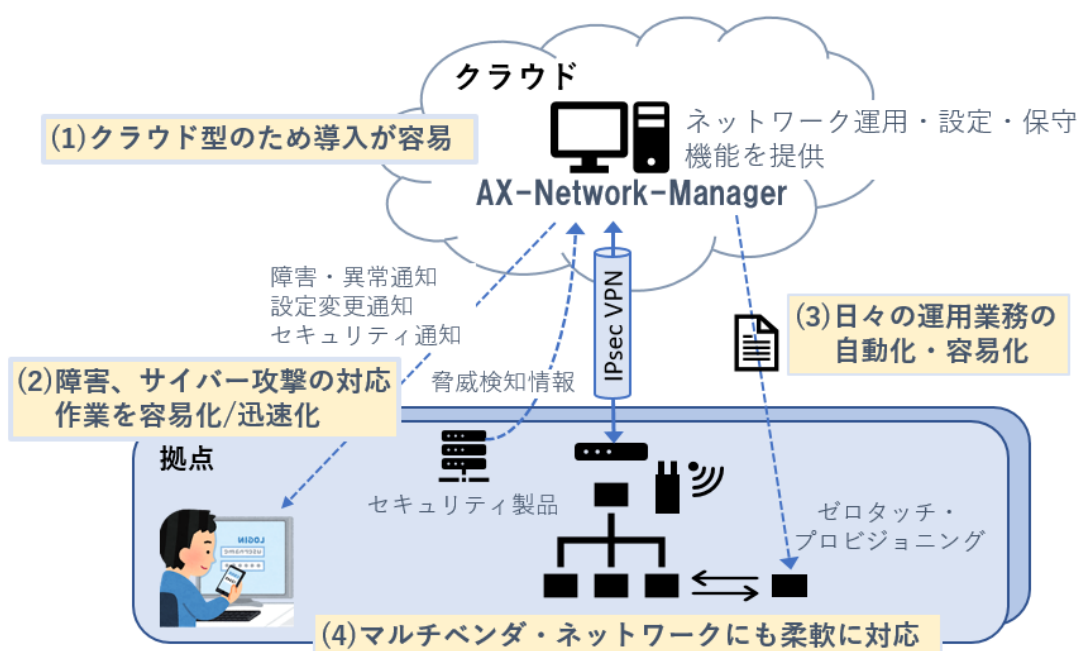 クラウド
(1)クラウド型のため導入が容易
ネットワーク運用・設定・保守
機能を提供
AX-Network-Manager
障害・異常通知
設定変更通知
セキュリティ通知
IPsec VPN
(3)日々の運用業務の
自動化・容易化
(2)障害、サイバー攻撃の対応
作業を容易化/迅速化
脅威検知情報
拠点
セキュリティ製品
ゼロタッチ・
プロビジョニング
LOGIN
(4)マルチベンダ・ネットワークにも柔軟に対応